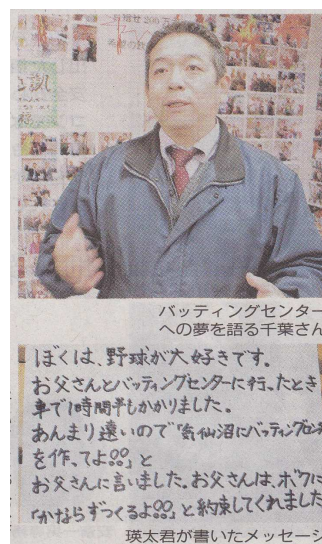 目指せ200万
バッティングセンター
への夢を語る千葉さん
ぼくは、野球が大好きです。
お父さんとバッティングセンターに行ったとき
車で1時間半もかかりました。
あんまり遠いので「気仙沼にバッティングセン
を作ってよ!!」と
お父さんに言いました。お父さんは、ボクに
「かならずつくるよ!!」と約束してくれました
瑛太君が書いたメッセージ